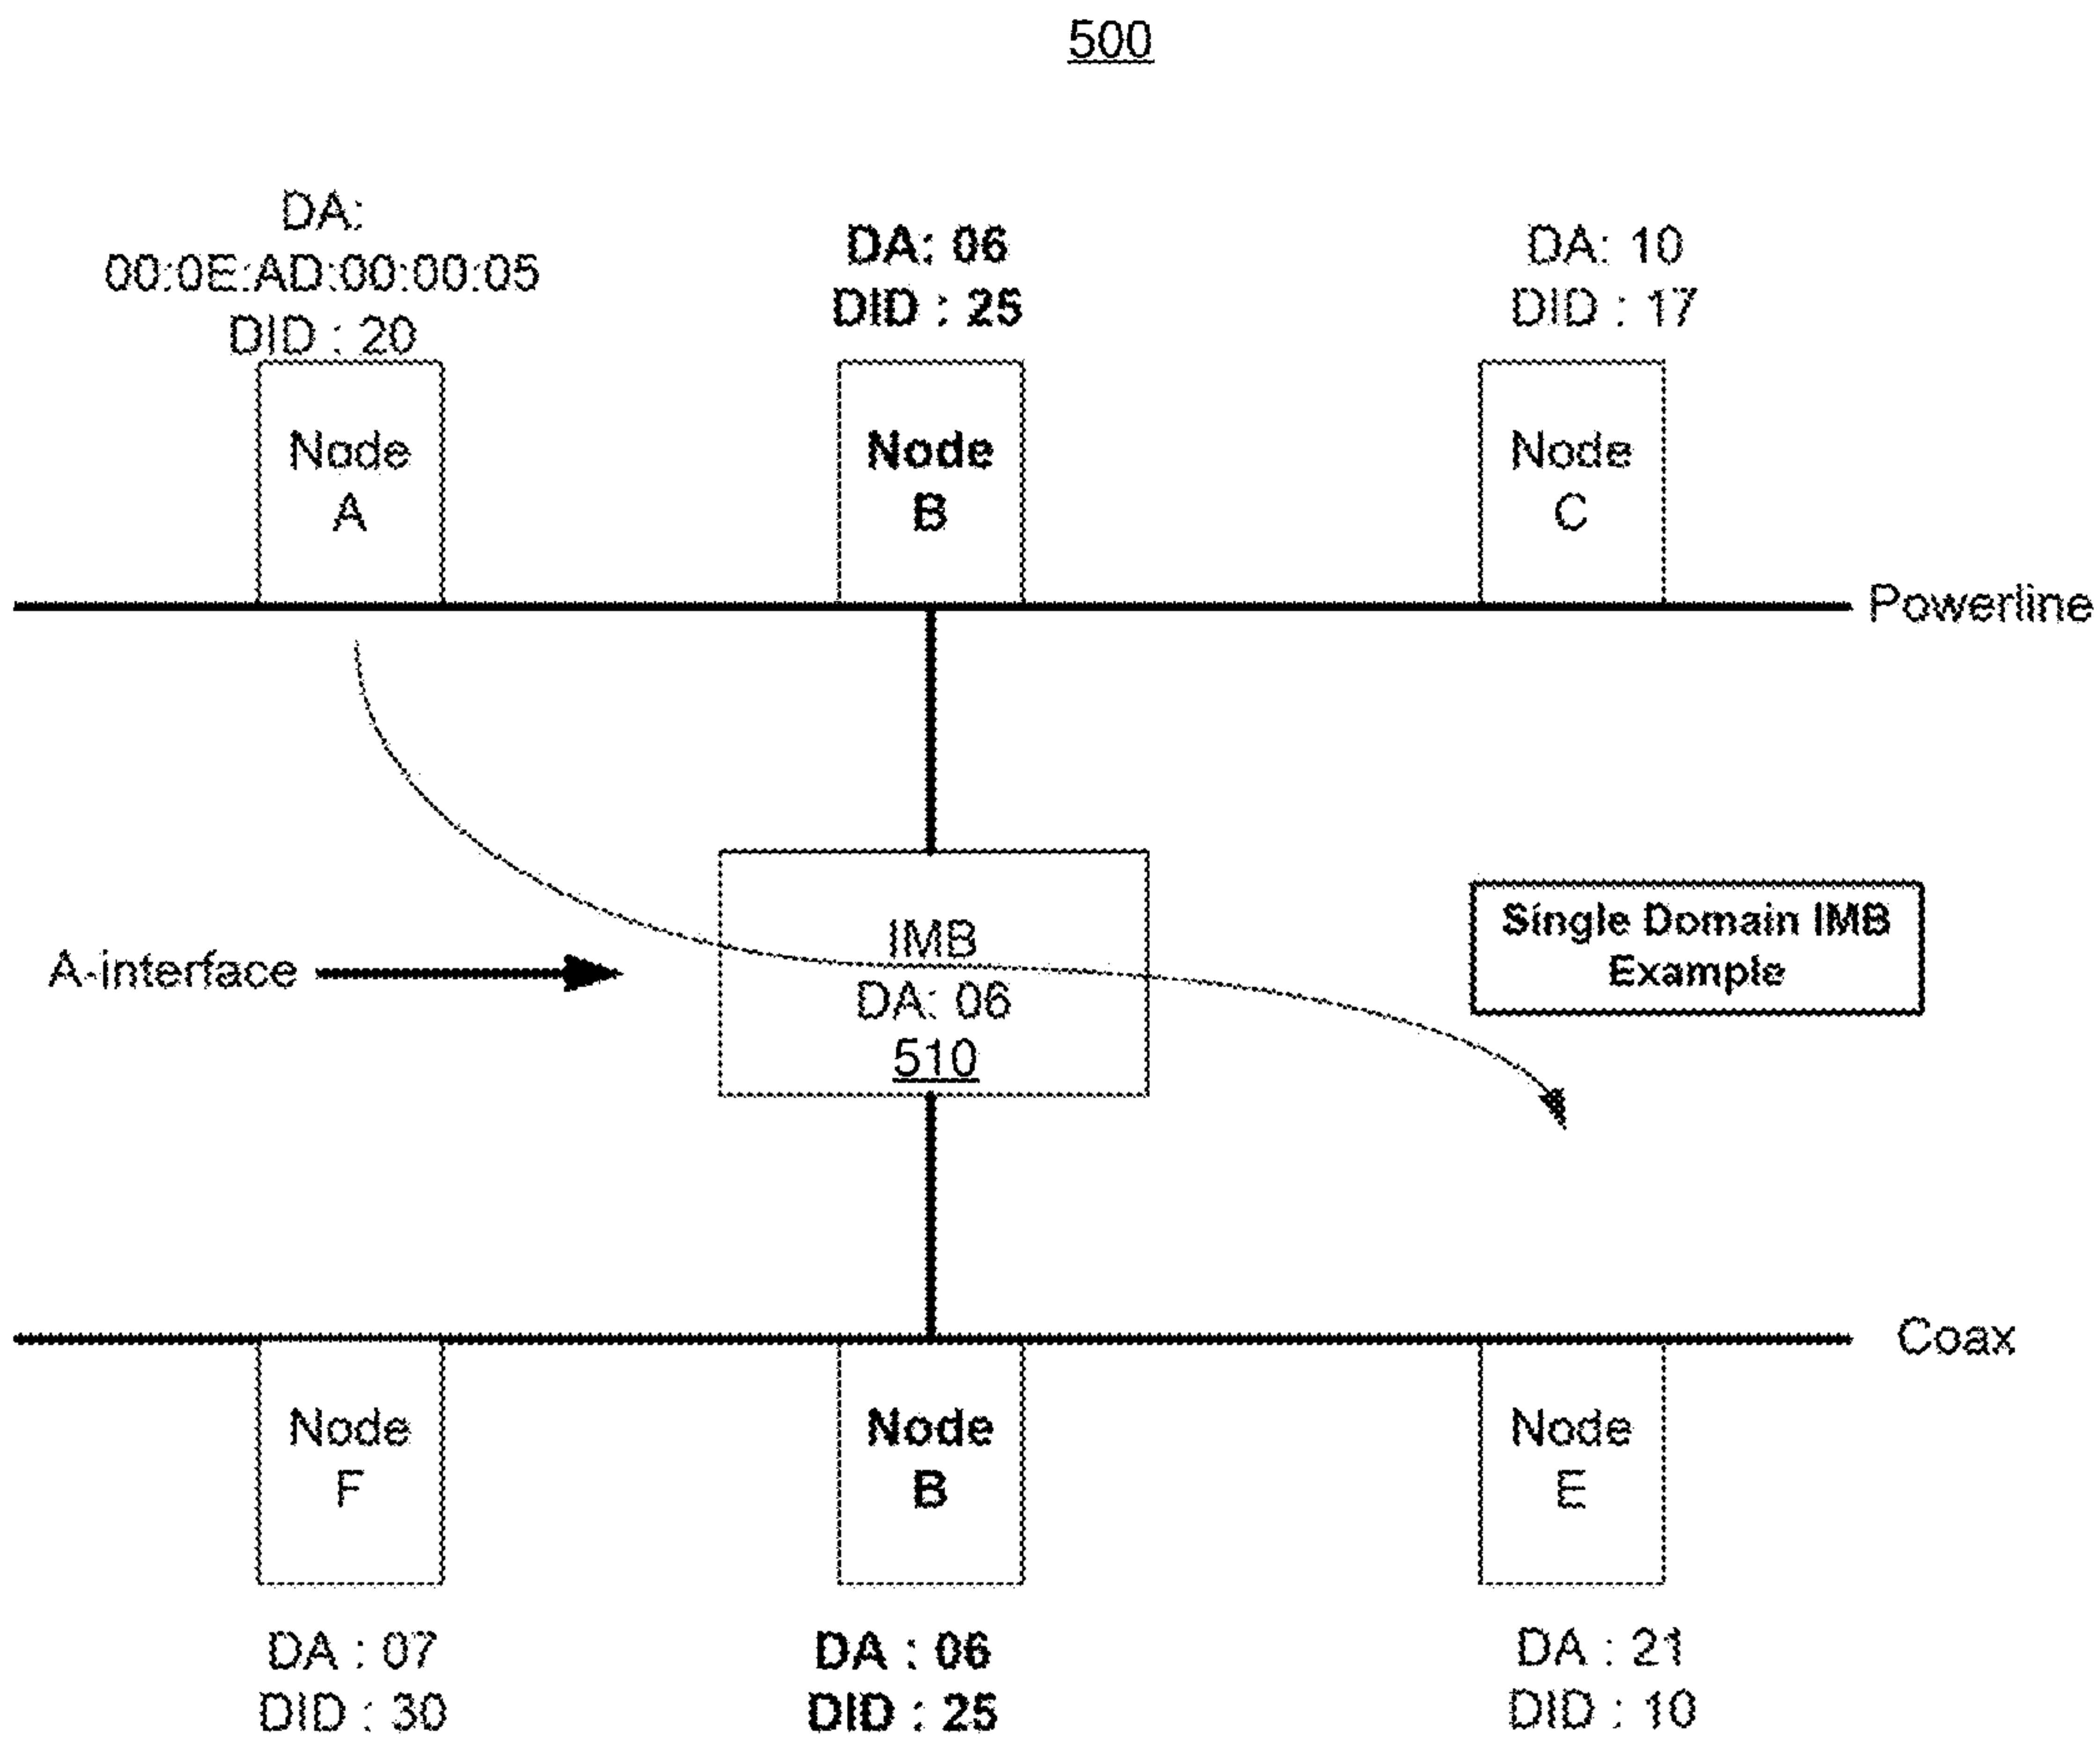 500
DA:
00:0E:AD:00:00:05
DID : 20
DA: 06
DID : 25
DA: 10
DID : 17
Node
A
Node
B
Node
C
Powerline
A-interface
IMB
DA: 06
510
Single Domain IMB
Example
Coax
Node
F
Node
B
Node
E
DA : 07
DID : 30
DA : 06
DID : 25
DA : 21
DID : 10